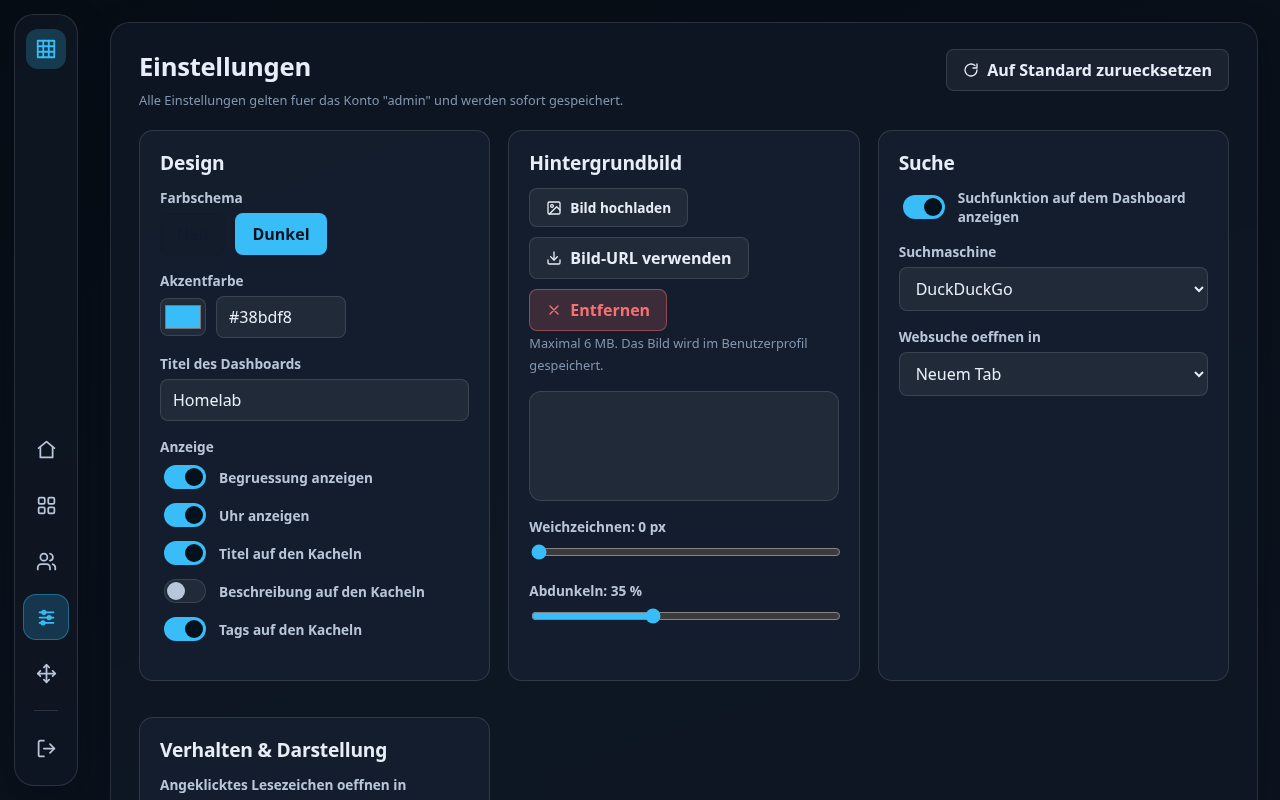 Einstellungen
Auf Standard zuruecksetzen
Alle Einstellungen gelten fuer das Konto "admin" und werden sofort gespeichert.
Design
Farbschema
Dunkel
Akzentfarbe
#38bdf8
Titel des Dashboards
Homelab
Anzeige
Begruessung anzeigen
Uhr anzeigen
Titel auf den Kacheln
Beschreibung auf den Kacheln
Tags auf den Kacheln
Hintergrundbild
Bild hochladen
Bild-URL verwenden
Entfernen
Maximal 6 MB. Das Bild wird im Benutzerprofil
gespeichert.
Weichzeichnen: 0 px
Abdunkeln: 35 %
Suche
Suchfunktion auf dem Dashboard
anzeigen
Suchmaschine
DuckDuckGo
Websuche oeffnen in
Neuem Tab
Verhalten & Darstellung
Angeklicktes Lesezeichen oeffnen in